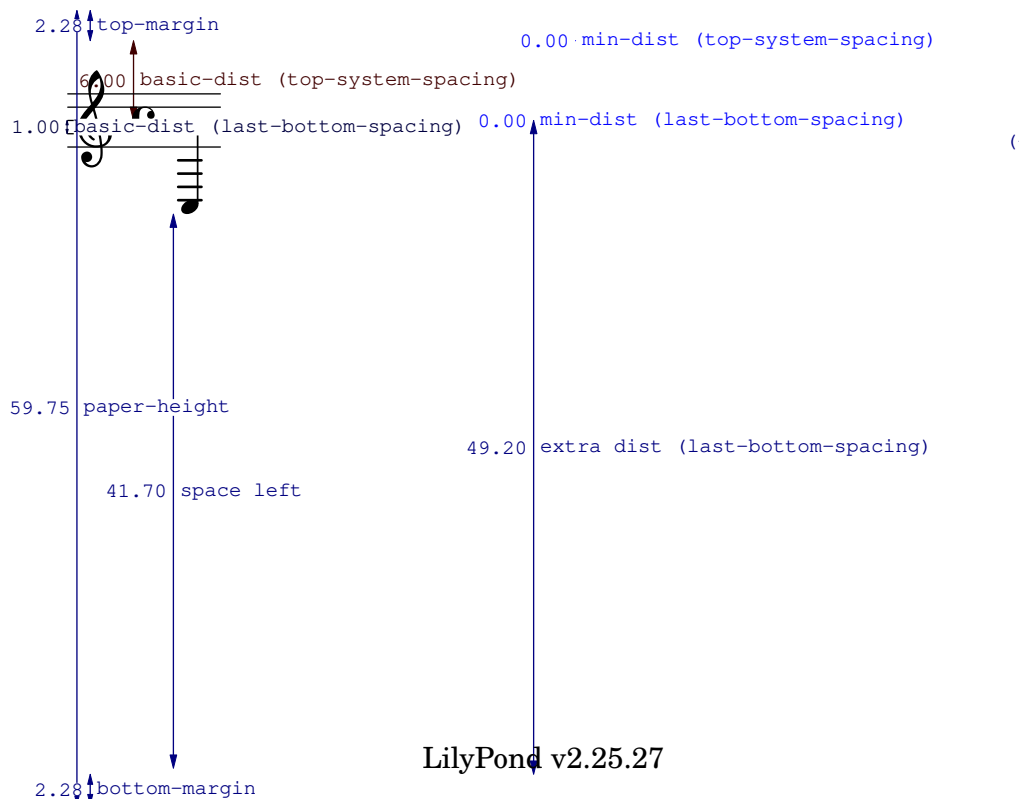 2.28 top-margin
0.00 min-dist (top-system-spacing)
6.00 basic-dist (top-system-spacing)
1.00 basic-dist (last-bottom-spacing)
0.00 min-dist (last-bottom-spacing)
(
59.75 paper-height
49.20 extra dist (last-bottom-spacing)
41.70 space left
LilyPond v2.25.27
2.28 bottom-margin